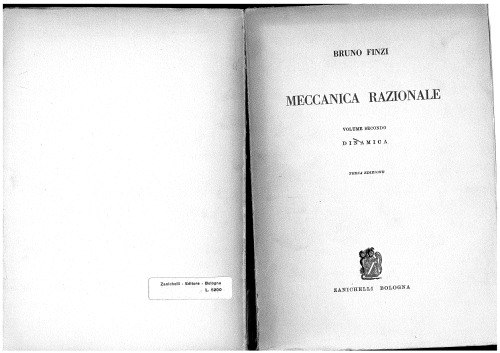 Zanichelli - Editore - Bologna
L. 5200
BRUNO FINZI
MECCANICA RAZIONALE
VOLUME SECONDO
DINAMICA
TERZA EDIZIONE
ZANICHELLI BOLOGNA